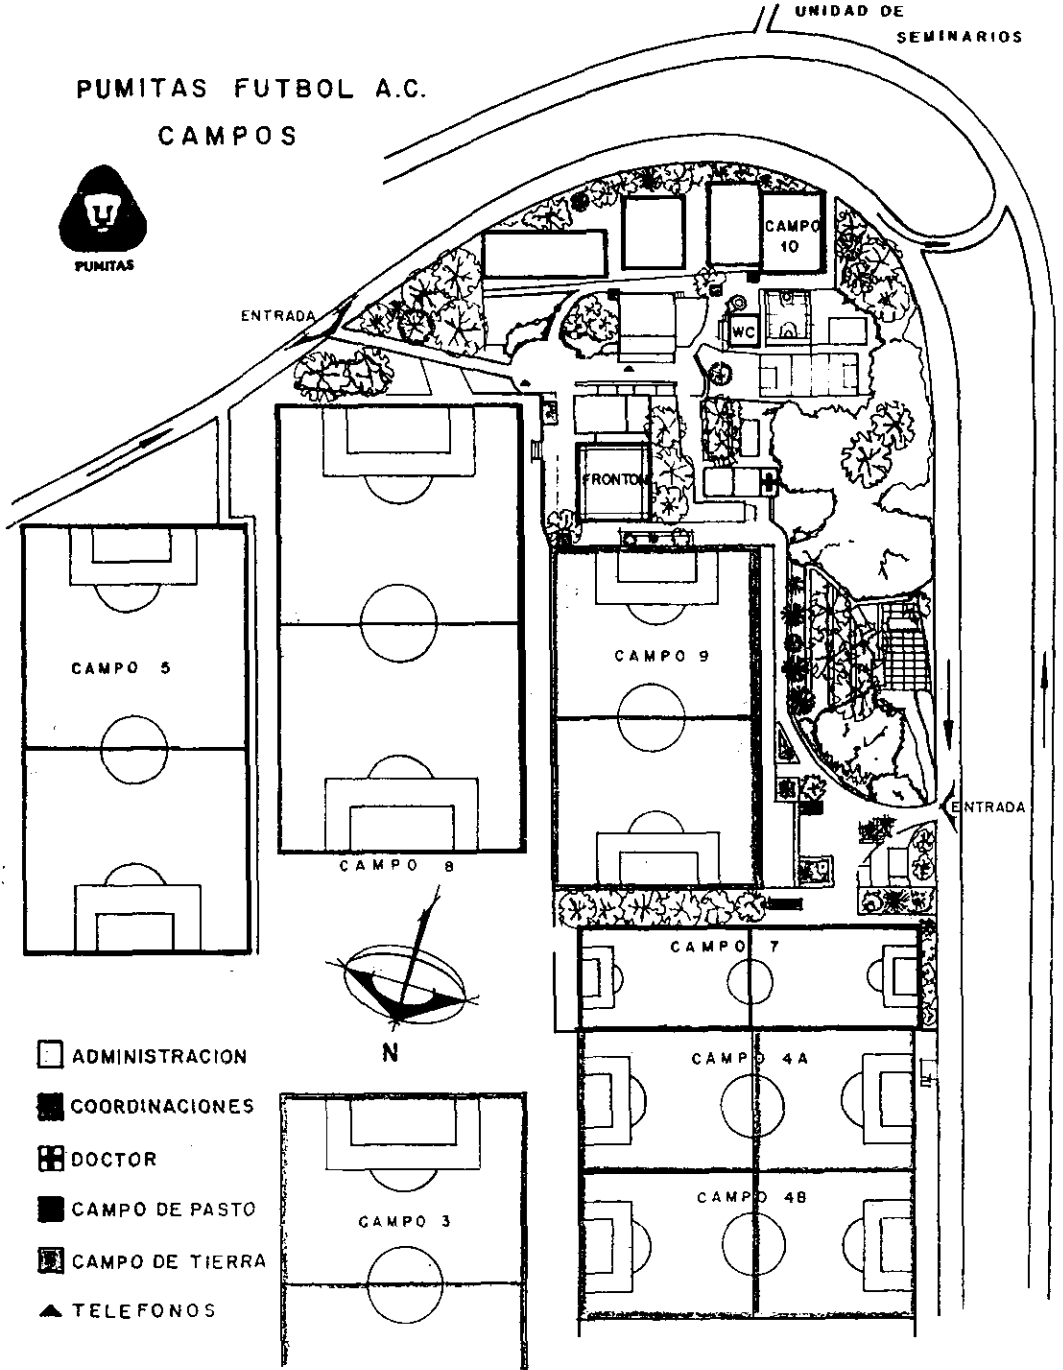 UNIDAD DE
SEMINARIOS
PUMITAS FUTBOL A.C.
CAMPOS
PUMITAS
CAMPO
10
ENTRADA
WC
FRONTON
CAMPO 5
CAMPO 9
ENTRADA
CAMPO 8
CAMPO 7
N
ADMINISTRACION
CAMPO 4A
COORDINACIONES
DOCTOR
CAMPO 4B
CAMPO DE PASTO
CAMPO 3
CAMPO DE TIERRA
TELEFONOS